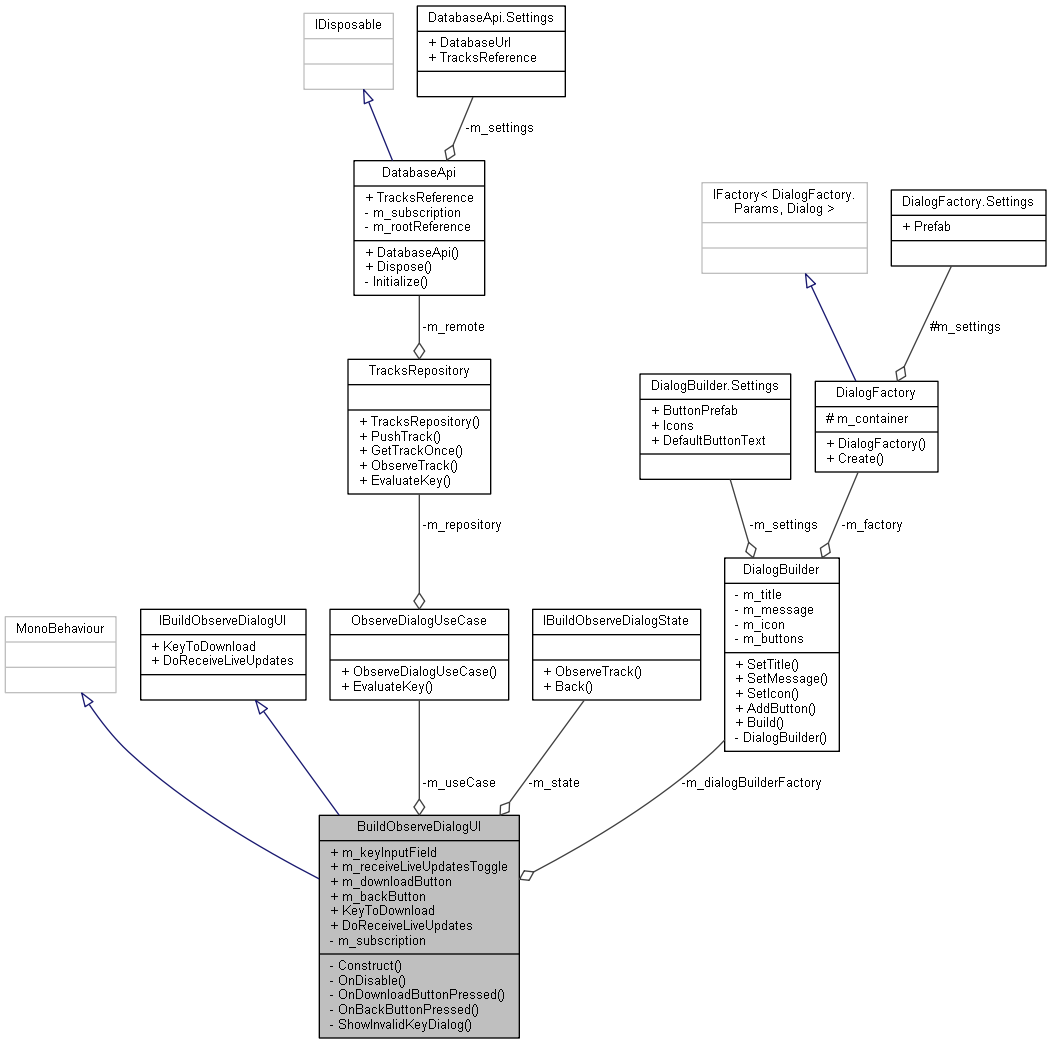 IDisposable
DatabaseApi.Settings
+ DatabaseUrl
+ TracksReference
-m_settings
DatabaseApi
+ TracksReference
- m_subscription
- m_rootReference
+ DatabaseApi()
+ Dispose()
- Initialize()
IFactory< DialogFactory.
Params, Dialog >
DialogFactory.Settings
+ Prefab
-m_remote
#m_settings
TracksRepository
+ TracksRepository()
+ PushTrack()
+ GetTrackOnce()
+ ObserveTrack()
+ EvaluateKey()
DialogBuilder.Settings
+ ButtonPrefab
+ Icons
+ DefaultButtonText
DialogFactory
# m_container
+ DialogFactory()
+ Create()
-m_repository
-m_settings
-m_factory
MonoBehaviour
IBuildObserveDialogUI
+ KeyToDownload
+ DoReceiveLiveUpdates
ObserveDialogUseCase
+ ObserveDialogUseCase()
+ EvaluateKey()
IBuildObserveDialogState
+ ObserveTrack()
+ Back()
DialogBuilder
- m_title
- m_message
- m_icon
- m_buttons
+ SetTitle()
+ SetMessage()
+ SetIcon()
+ AddButton()
+ Build()
- DialogBuilder()
-m_useCase
-m_state
-m_dialogBuilderFactory
BuildObserveDialogUI
+ m_keyInputField
+ m_receiveLiveUpdatesToggle
+ m_downloadButton
+ m_backButton
+ KeyToDownload
+ DoReceiveLiveUpdates
- m_subscription
- Construct()
- OnDisable()
- OnDownloadButtonPressed()
- OnBackButtonPressed()
- ShowInvalidKeyDialog()